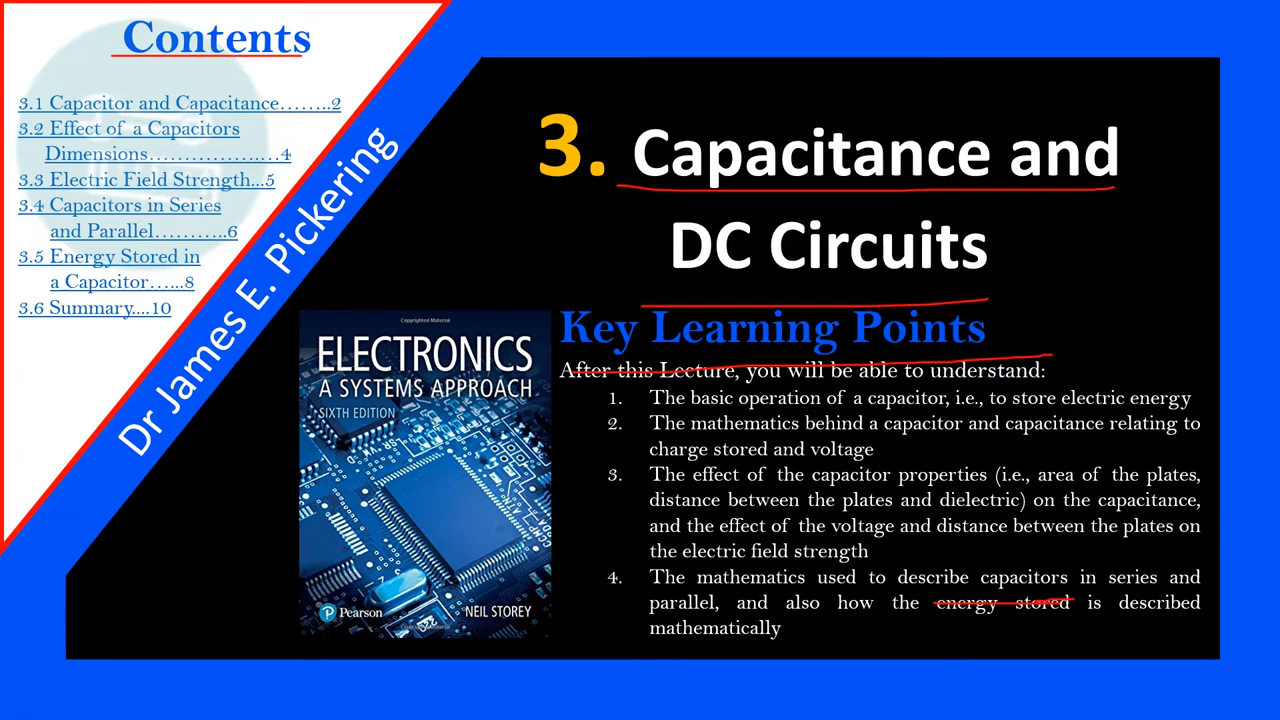 Contents
3.1 Capacitor and Capacitance……..2
3.2 Effect of a Capacitors
Dimensions…………….…4
3.3 Electric Field Strength...5
3.4 Capacitors in Series
and Parallel………..6
3.5 Energy Stored in
a Capacitor…...8
3.6 Summary....10
Dr James E. Pickering
3. Capacitance and
DC Circuits
Copyrighted Material
ELECTRONICS
A SYSTEMS APPROACH
SIXTH EDITION
Pearson
NEIL STOREY
Key Learning Points
After this Lecture, you will be able to understand:
1. The basic operation of a capacitor, i.e., to store electric energy
2. The mathematics behind a capacitor and capacitance relating to
charge stored and voltage
3. The effect of the capacitor properties (i.e., area of the plates,
distance between the plates and dielectric) on the capacitance,
and the effect of the voltage and distance between the plates on
the electric field strength
4. The mathematics used to describe capacitors in series and
parallel, and also how the energy stored is described
mathematically